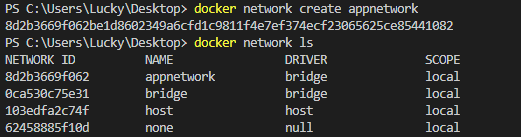 PS C:\Users\Lucky\Desktop> docker network create appnetwork
8d2b3669f062be1d8602349a6cfd1c9811f4e7ef374ecf23065625ce85441082
PS C:\Users\Lucky\Desktop> docker network ls
NETWORK ID NAME DRIVER SCOPE
8d2b3669f062 appnetwork bridge local
0ca530c75e31 bridge bridge local
103edfa2c74f host host local
62458885f10d none null local